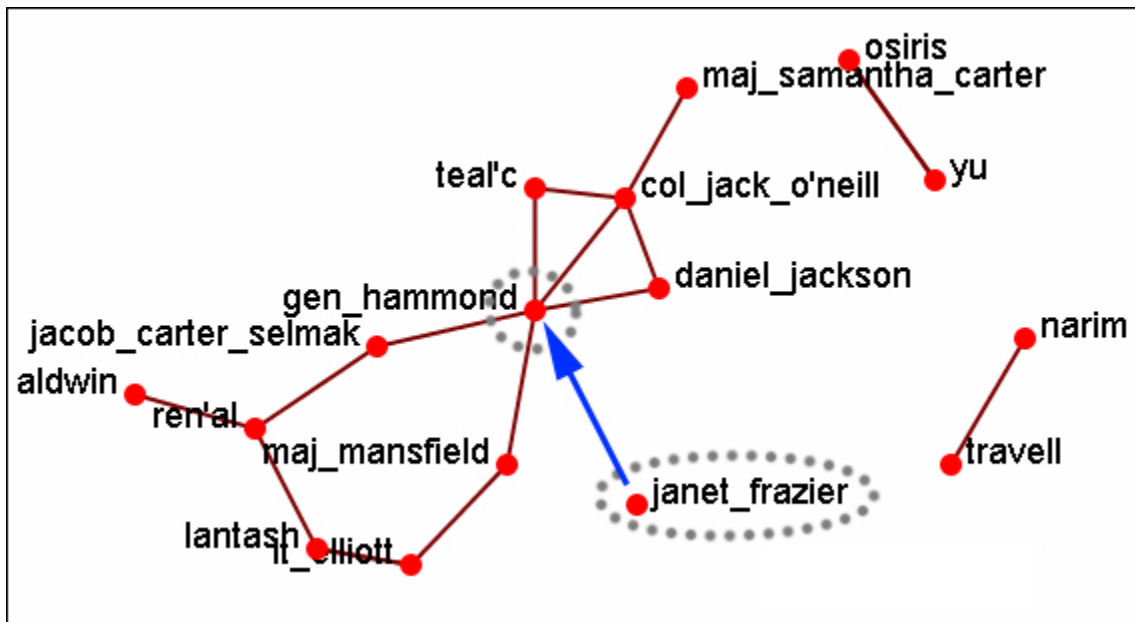 osiris
maj_samantha_carter
yu
teal'c
col_jack_o'neill
daniel_jackson
gen_hammond
jacob_carter_selmak
narim
aldwin
ren'al
maj_mansfield
travell
janet_frazier
lantash
lt_elliott